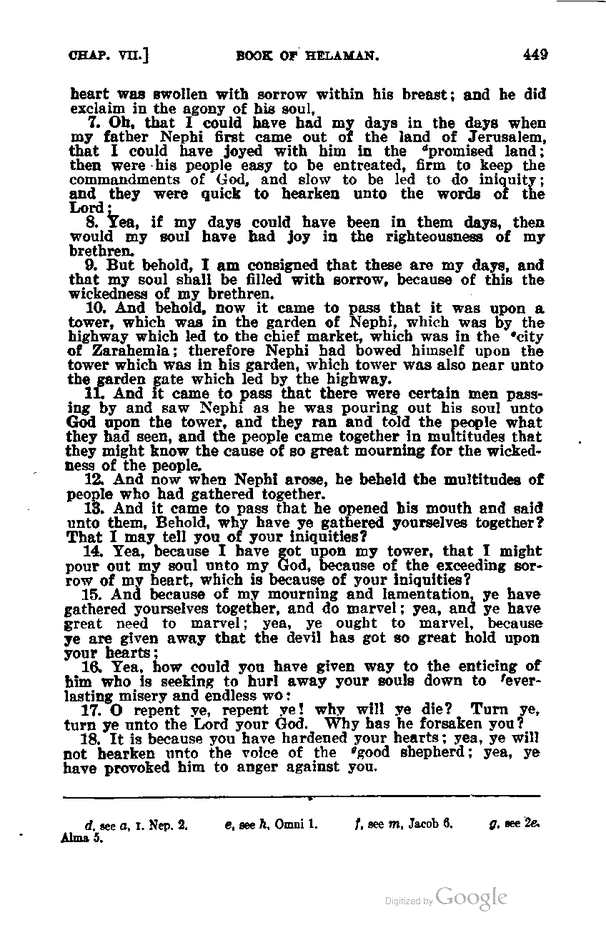 CHAP. VII.] BOOK OF HELAMAN. 449
heart was swollen with sorrow within his breast; and he did
exclaim in the agony of his soul,
7. Oh, that I could have had my days in the days when
my father Nephi first came out of the land of Jerusalem,
that I could have joyed with him in the ᵈpromised land;
then were his people easy to be entreated, firm to keep the
commandments of God, and slow to be led to do iniquity;
and they were quick to hearken unto the words of the
Lord;
8. Yea, if my days could have been in them days, then
would my soul have had joy in the righteousness of my
brethren.
9. But behold, I am consigned that these are my days, and
that my soul shall be filled with sorrow, because of this the
wickedness of my brethren.
10. And behold, now it came to pass that it was upon a
tower, which was in the garden of Nephi, which was by the
highway which led to the chief market, which was in the ᵉcity
of Zarahemla; therefore Nephi had bowed himself upon the
tower which was in his garden, which tower was also near unto
the garden gate which led by the highway.
11. And it came to pass that there were certain men pass-
ing by and saw Nephi as he was pouring out his soul unto
God upon the tower, and they ran and told the people what
they had seen, and the people came together in multitudes that
they might know the cause of so great mourning for the wicked-
ness of the people.
12. And now when Nephi arose, he beheld the multitudes of
people who had gathered together.
13. And it came to pass that he opened his mouth and said
unto them, Behold, why have ye gathered yourselves together?
That I may tell you of your iniquities?
14. Yea, because I have got upon my tower, that I might
pour out my soul unto my God, because of the exceeding sor-
row of my heart, which is because of your iniquities?
15. And because of my mourning and lamentation, ye have
gathered yourselves together, and do marvel; yea, and ye have
great need to marvel; yea, ye ought to marvel, because
ye are given away that the devil has got so great hold upon
your hearts;
16. Yea, how could you have given way to the enticing of
him who is seeking to hurl away your souls down to ᶠever-
lasting misery and endless wo:
17. O repent ye, repent ye! why will ye die? Turn ye,
turn ye unto the Lord your God. Why has he forsaken you?
18. It is because you have hardened your hearts; yea, ye will
not hearken unto the voice of the ᵍgood shepherd; yea, ye
have provoked him to anger against you.
d, see a, 1. Nep. 2. e, see h, Omni 1. f, see m, Jacob 6. g, see 2e,
Alma 5.
Digitized by Google